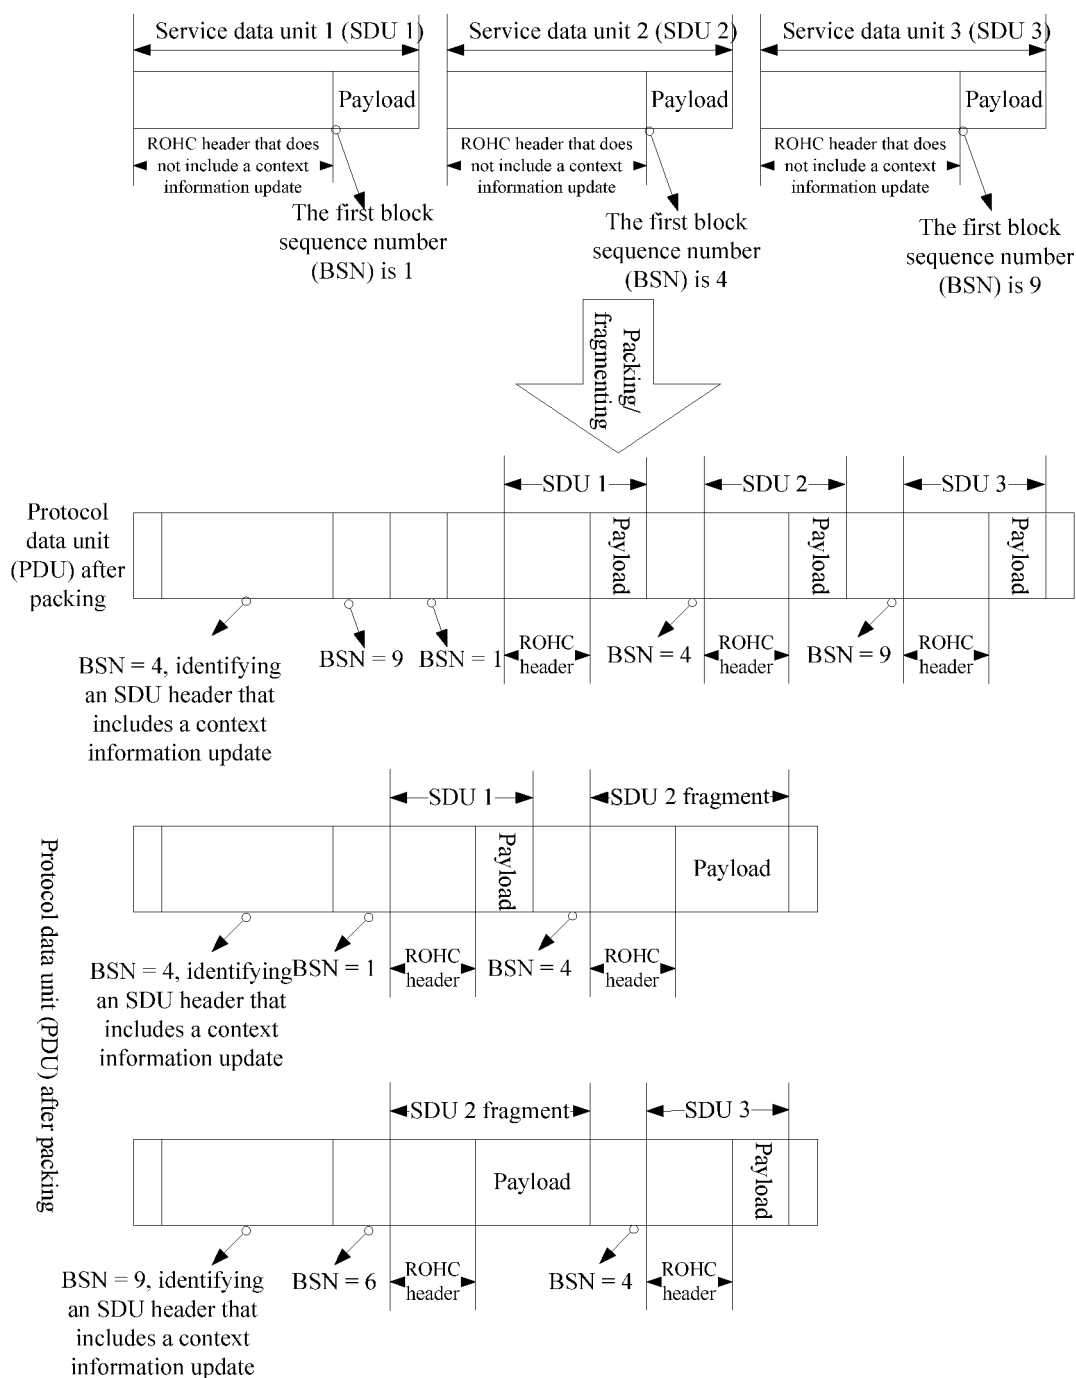 Service data unit 1 (SDU 1)
Service data unit 2 (SDU 2)
Service data unit 3 (SDU 3)
Payload
Payload
Payload
ROHC header that does
not include a context
information update
ROHC header that does
not include a context
information update
ROHC header that does
not include a context
information update
The first block
sequence number
(BSN) is 1
The first block
sequence number
(BSN) is 4
The first block
sequence number
(BSN) is 9
Packing/
fragmenting
SDU 1
SDU 2
SDU 3
Protocol
data unit
(PDU) after
packing
Payload
Payload
Payload
BSN = 4, identifying
an SDU header that
includes a context
information update
BSN = 9
BSN = 1
ROHC
header
BSN = 4
ROHC
header
BSN = 9
ROHC
header
Protocol data unit (PDU) after packing
SDU 1
SDU 2 fragment
Payload
Payload
BSN = 4, identifying
an SDU header that
includes a context
information update
BSN = 1
ROHC
header
BSN = 4
ROHC
header
SDU 2 fragment
SDU 3
Payload
Payload
BSN = 9, identifying
an SDU header that
includes a context
information update
BSN = 6
ROHC
header
BSN = 4
ROHC
header